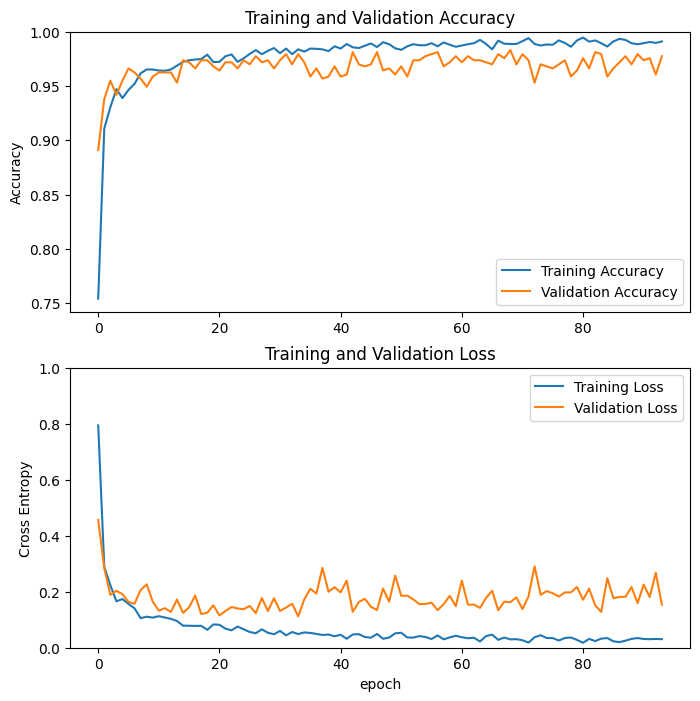 Training and Validation Accuracy
1.00
0.95
0.90
0.85
0.80
0.75
Accuracy
Training Accuracy
Validation Accuracy
0 20 40 60 80
Training and Validation Loss
1.0
0.8
0.6
0.4
0.2
0.0
Cross Entropy
Training Loss
Validation Loss
0 20 40 60 80
epoch